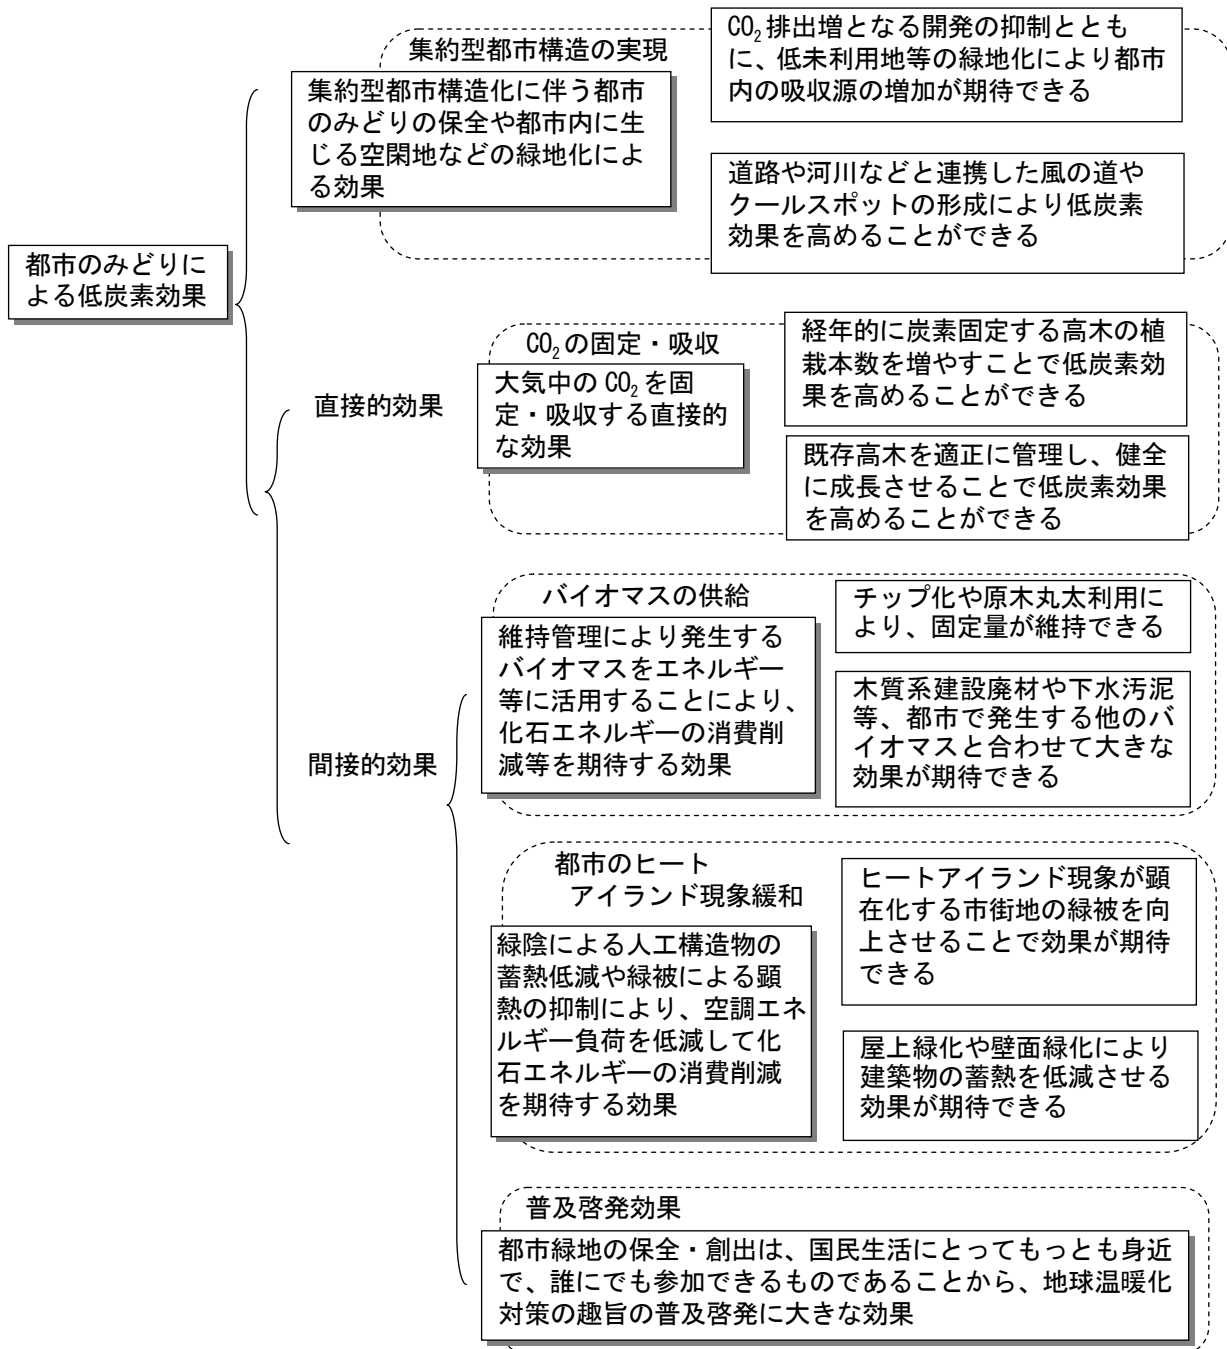 都市のみどりに
よる低炭素効果
集約型都市構造の実現
集約型都市構造化に伴う都市
のみどりの保全や都市内に生
じる空閑地などの緑地化によ
る効果
CO₂排出増となる開発の抑制ととも
に、低未利用地等の緑地化により都市
内の吸収源の増加が期待できる
道路や河川などと連携した風の道や
クールスポットの形成により低炭素
効果を高めることができる
直接的効果
CO₂の固定・吸収
大気中の CO₂を固
定・吸収する直接的
な効果
経年的に炭素固定する高木の植
栽本数を増やすことで低炭素効
果を高めることができる
既存高木を適正に管理し、健全
に成長させることで低炭素効果
を高めることができる
間接的効果
バイオマスの供給
維持管理により発生する
バイオマスをエネルギー
等に活用することにより、
化石エネルギーの消費削
減等を期待する効果
チップ化や原木丸太利用に
より、固定量が維持できる
木質系建設廃材や下水汚泥
等、都市で発生する他のバ
イオマスと合わせて大きな
効果が期待できる
都市のヒート
アイランド現象緩和
緑陰による人工構造物の
蓄熱低減や緑被による顕
熱の抑制により、空調エネ
ルギー負荷を低減して化
石エネルギーの消費削減
を期待する効果
ヒートアイランド現象が顕
在化する市街地の緑被を向
上させることで効果が期待
できる
屋上緑化や壁面緑化により
建築物の蓄熱を低減させる
効果が期待できる
普及啓発効果
都市緑地の保全・創出は、国民生活にとってもっとも身近
で、誰にでも参加できるものであることから、地球温暖化
対策の趣旨の普及啓発に大きな効果